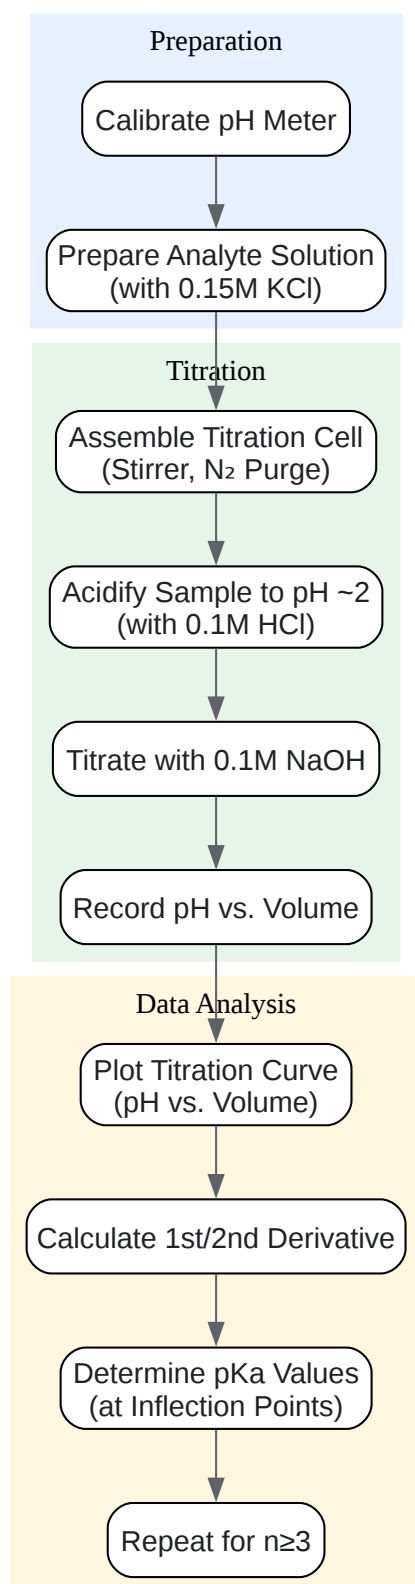 Preparation
Calibrate pH Meter
Prepare Analyte Solution
(with 0.15M KCl)
Titration
Assemble Titration Cell
(Stirrer, N₂ Purge)
Acidify Sample to pH ~2
(with 0.1M HCl)
Titrate with 0.1M NaOH
Record pH vs. Volume
Data Analysis
Plot Titration Curve
(pH vs. Volume)
Calculate 1st/2nd Derivative
Determine pKa Values
(at Inflection Points)
Repeat for n≥3